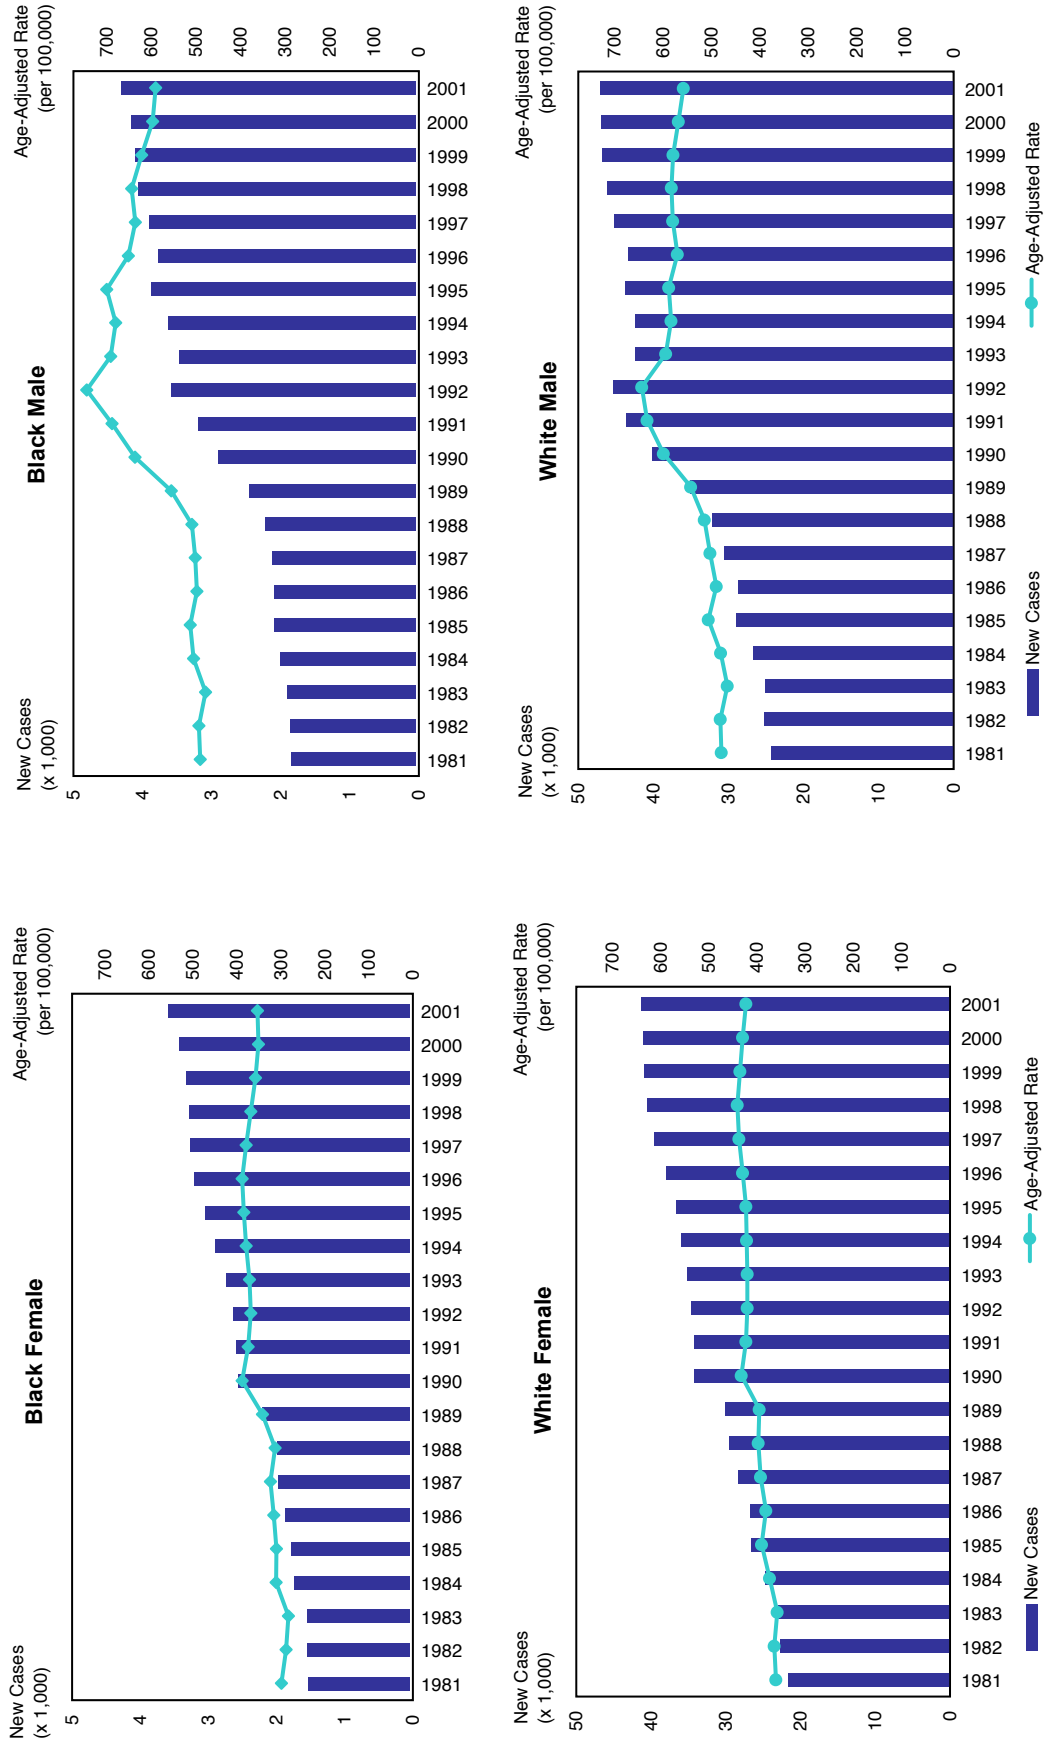 Black Female
New Cases
(x 1,000)
Age-Adjusted Rate
(per 100,000)
5
4
3
2
1
0
700
600
500
400
300
200
100
0
1981 1982 1983 1984 1985 1986 1987 1988 1989 1990 1991 1992 1993 1994 1995 1996 1997 1998 1999 2000 2001
Black Male
New Cases
(x 1,000)
Age-Adjusted Rate
(per 100,000)
5
4
3
2
1
0
700
600
500
400
300
200
100
0
1981 1982 1983 1984 1985 1986 1987 1988 1989 1990 1991 1992 1993 1994 1995 1996 1997 1998 1999 2000 2001
White Female
New Cases
(x 1,000)
Age-Adjusted Rate
(per 100,000)
50
40
30
20
10
0
700
600
500
400
300
200
100
0
1981 1982 1983 1984 1985 1986 1987 1988 1989 1990 1991 1992 1993 1994 1995 1996 1997 1998 1999 2000 2001
New Cases Age-Adjusted Rate
White Male
New Cases
(x 1,000)
Age-Adjusted Rate
(per 100,000)
50
40
30
20
10
0
700
600
500
400
300
200
100
0
1981 1982 1983 1984 1985 1986 1987 1988 1989 1990 1991 1992 1993 1994 1995 1996 1997 1998 1999 2000 2001
New Cases Age-Adjusted Rate